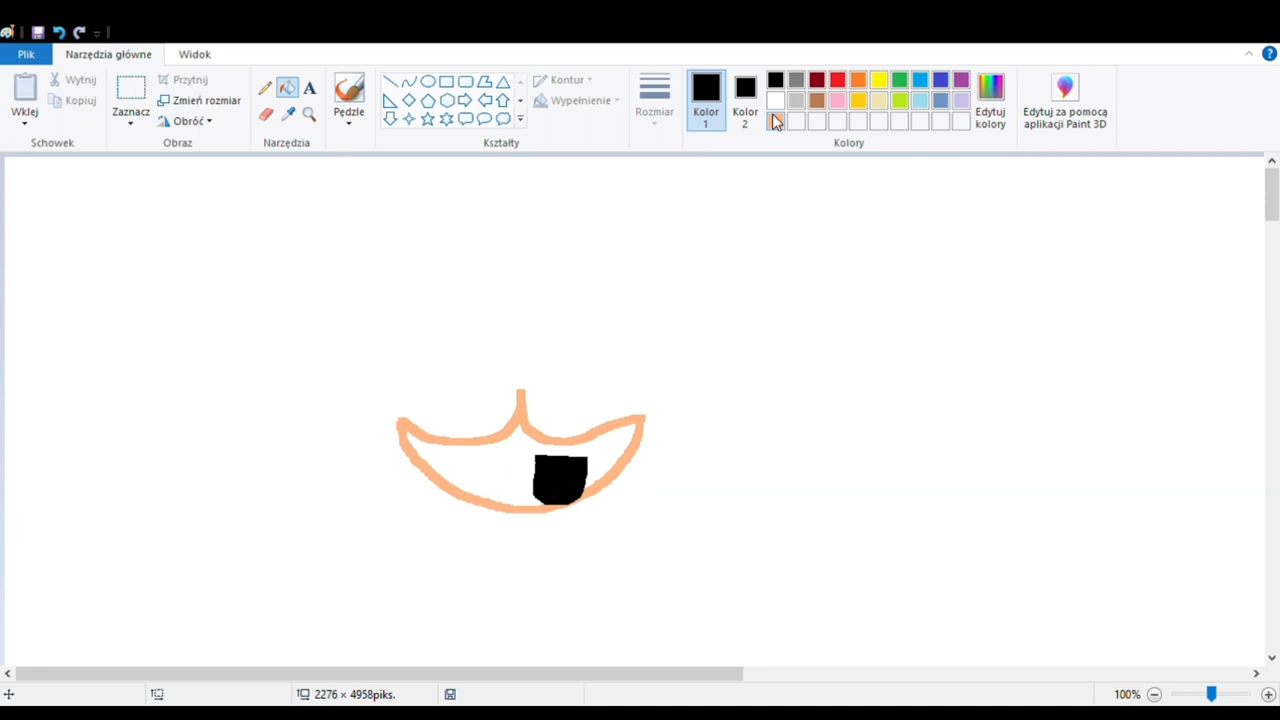 Plik Narzędzia główne Widok
Wklej
Wytnij
Kopiuj
Schowek
Zaznacz
Przytnij
Zmień rozmiar
Obróć
Obraz
A
Narzędzia
Pędzle
Kontur
Wypełnienie
Kształty
Rozmiar
Kolor
1
Kolor
2
Edytuj
kolory
Kolory
Edytuj za pomocą
aplikacji Paint 3D
?
2276 × 4958piks.
100%